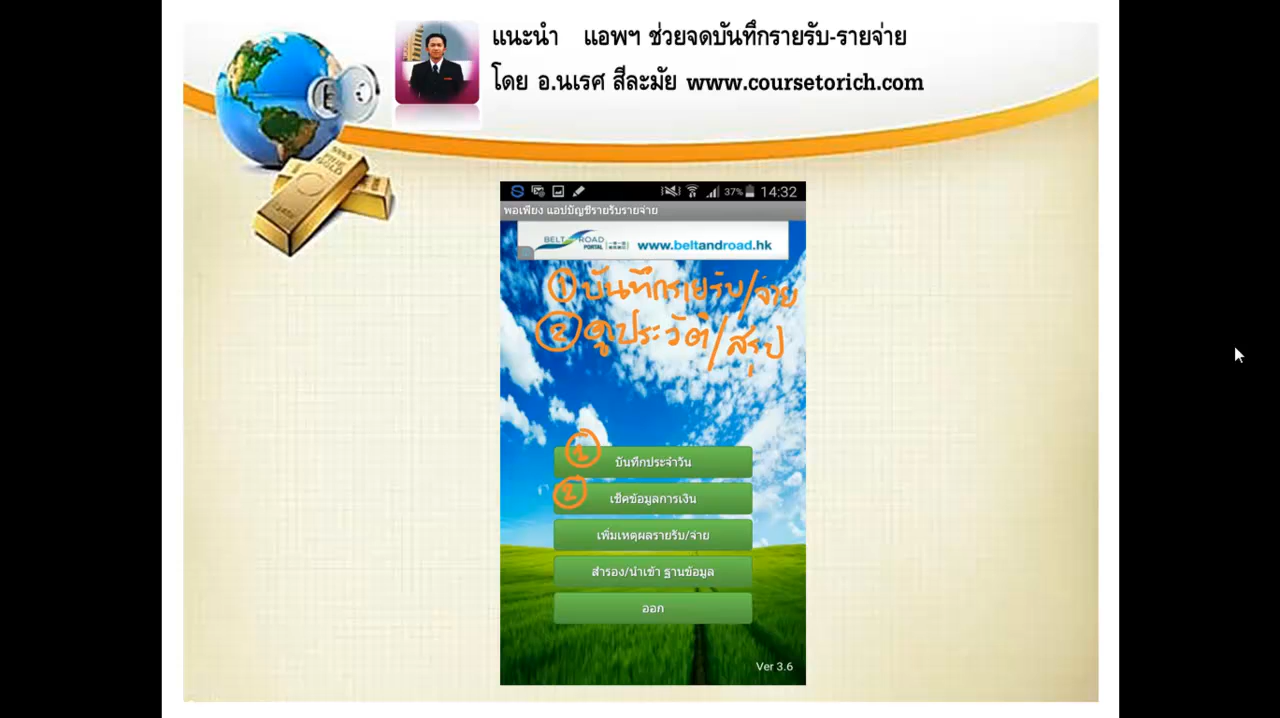 แนะนำ แอพฯ ช่วยจดบันทึกรายรับ-รายจ่าย
โดย อ.นเรศ สีละมัย www.coursetorich.com
FINE
GOLD
37% 14:32
พอเพียง แอปบัญชีรายรับรายจ่าย
BELT ROAD PORTAL www.beltandroad.hk
① บันทึกรายรับ/จ่าย
② ดูประวัติ/สรุป
1 บันทึกประจำวัน
2 เช็คข้อมูลการเงิน
เพิ่มเหตุผลรายรับ/จ่าย
สำรอง/นำเข้า ฐานข้อมูล
ออก
Ver 3.6